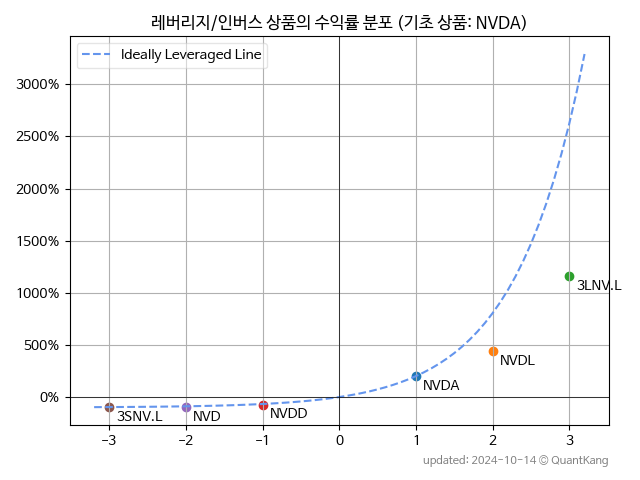 레버리지/인버스 상품의 수익률 분포 (기초 상품: NVDA)
Ideally Leveraged Line
3000%
2500%
2000%
1500%
1000%
500%
0%
3LNV.L
NVDL
NVDA
NVDD
NVD
3SNV.L
−3 −2 −1 0 1 2 3
updated: 2024-10-14 © QuantKang